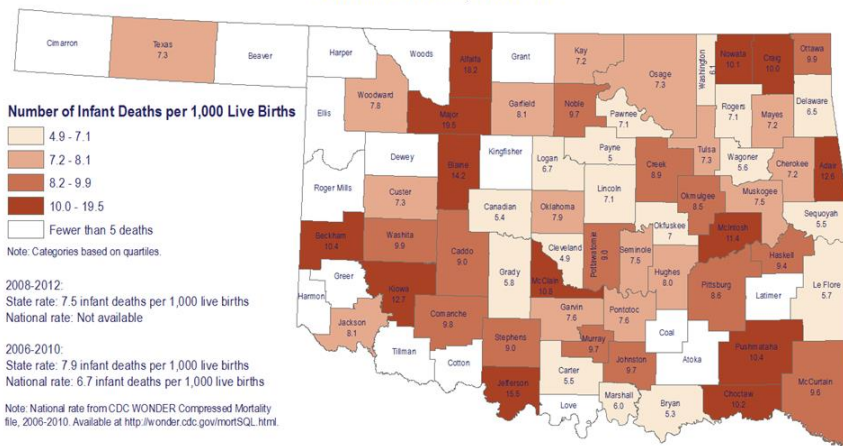 Cimarron
Texas
7.3
Beaver
Harper
Woods
Alfalfa
18.2
Grant
Kay
7.2
Osage
7.3
Washington
6.1
Nowata
10.1
Craig
10.0
Ottawa
9.9
Number of Infant Deaths per 1,000 Live Births
4.9 - 7.1
7.2 - 8.1
8.2 - 9.9
10.0 - 19.5
Fewer than 5 deaths
Note: Categories based on quartiles.
2008-2012:
State rate: 7.5 infant deaths per 1,000 live births
National rate: Not available
2006-2010:
State rate: 7.9 infant deaths per 1,000 live births
National rate: 6.7 infant deaths per 1,000 live births
Note: National rate from CDC WONDER Compressed Mortality
file, 2006-2010. Available at http://wonder.cdc.gov/mortSQL.html.
Ellis
Woodward
7.8
Major
19.5
Garfield
8.1
Noble
9.7
Pawnee
7.1
Rogers
7.1
Mayes
7.2
Delaware
6.5
Roger Mills
Dewey
Blaine
14.2
Kingfisher
Logan
6.7
Payne
5
Creek
8.9
Tulsa
7.3
Wagoner
5.6
Cherokee
7.2
Adair
12.6
Custer
7.3
Canadian
5.4
Oklahoma
7.9
Lincoln
7.1
Okmulgee
8.5
Muskogee
7.5
Sequoyah
5.5
Beckham
10.4
Washita
9.9
Caddo
9.0
Grady
5.8
Cleveland
4.9
McClain
10.8
Pottawatomie
9.0
Seminole
7.5
Okfuskee
7
McIntosh
11.4
Haskell
9.4
Harmon
Greer
Kiowa
12.7
Hughes
8.0
Pittsburg
8.6
Latimer
Le Flore
5.7
Jackson
8.1
Comanche
9.8
Stephens
9.0
Garvin
7.6
Pontotoc
7.6
Coal
Tillman
Cotton
Murray
9.7
Johnston
9.7
Atoka
Pushmataha
10.4
McCurtain
9.6
Jefferson
Carter
5.5
Love
Marshall
6.0
Bryan
5.3
Choctaw
10.2